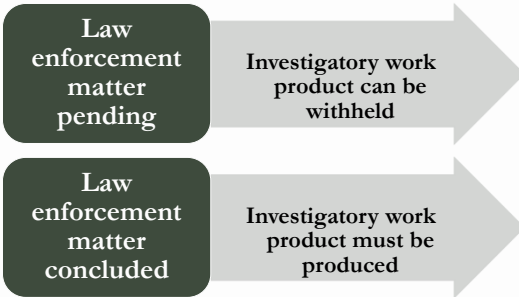 Law
enforcement
matter
pending
Investigatory work
product can be
withheld
Law
enforcement
matter
concluded
Investigatory work
product must be
produced